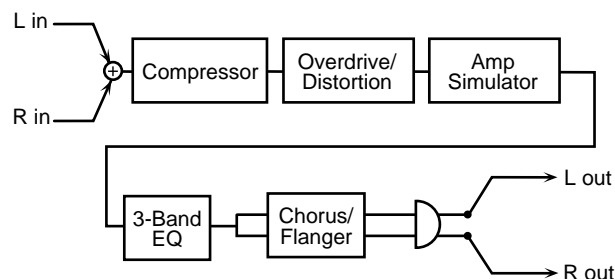 L in
R in
+
Compressor
Overdrive/
Distortion
Amp
Simulator
3-Band
EQ
Chorus/
Flanger
L out
R out